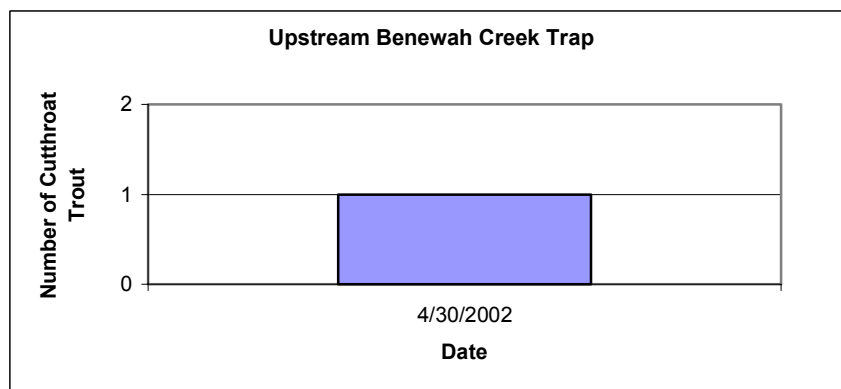 Upstream Benewah Creek Trap
Number of Cutthroat
Trout
2
1
0
4/30/2002
Date